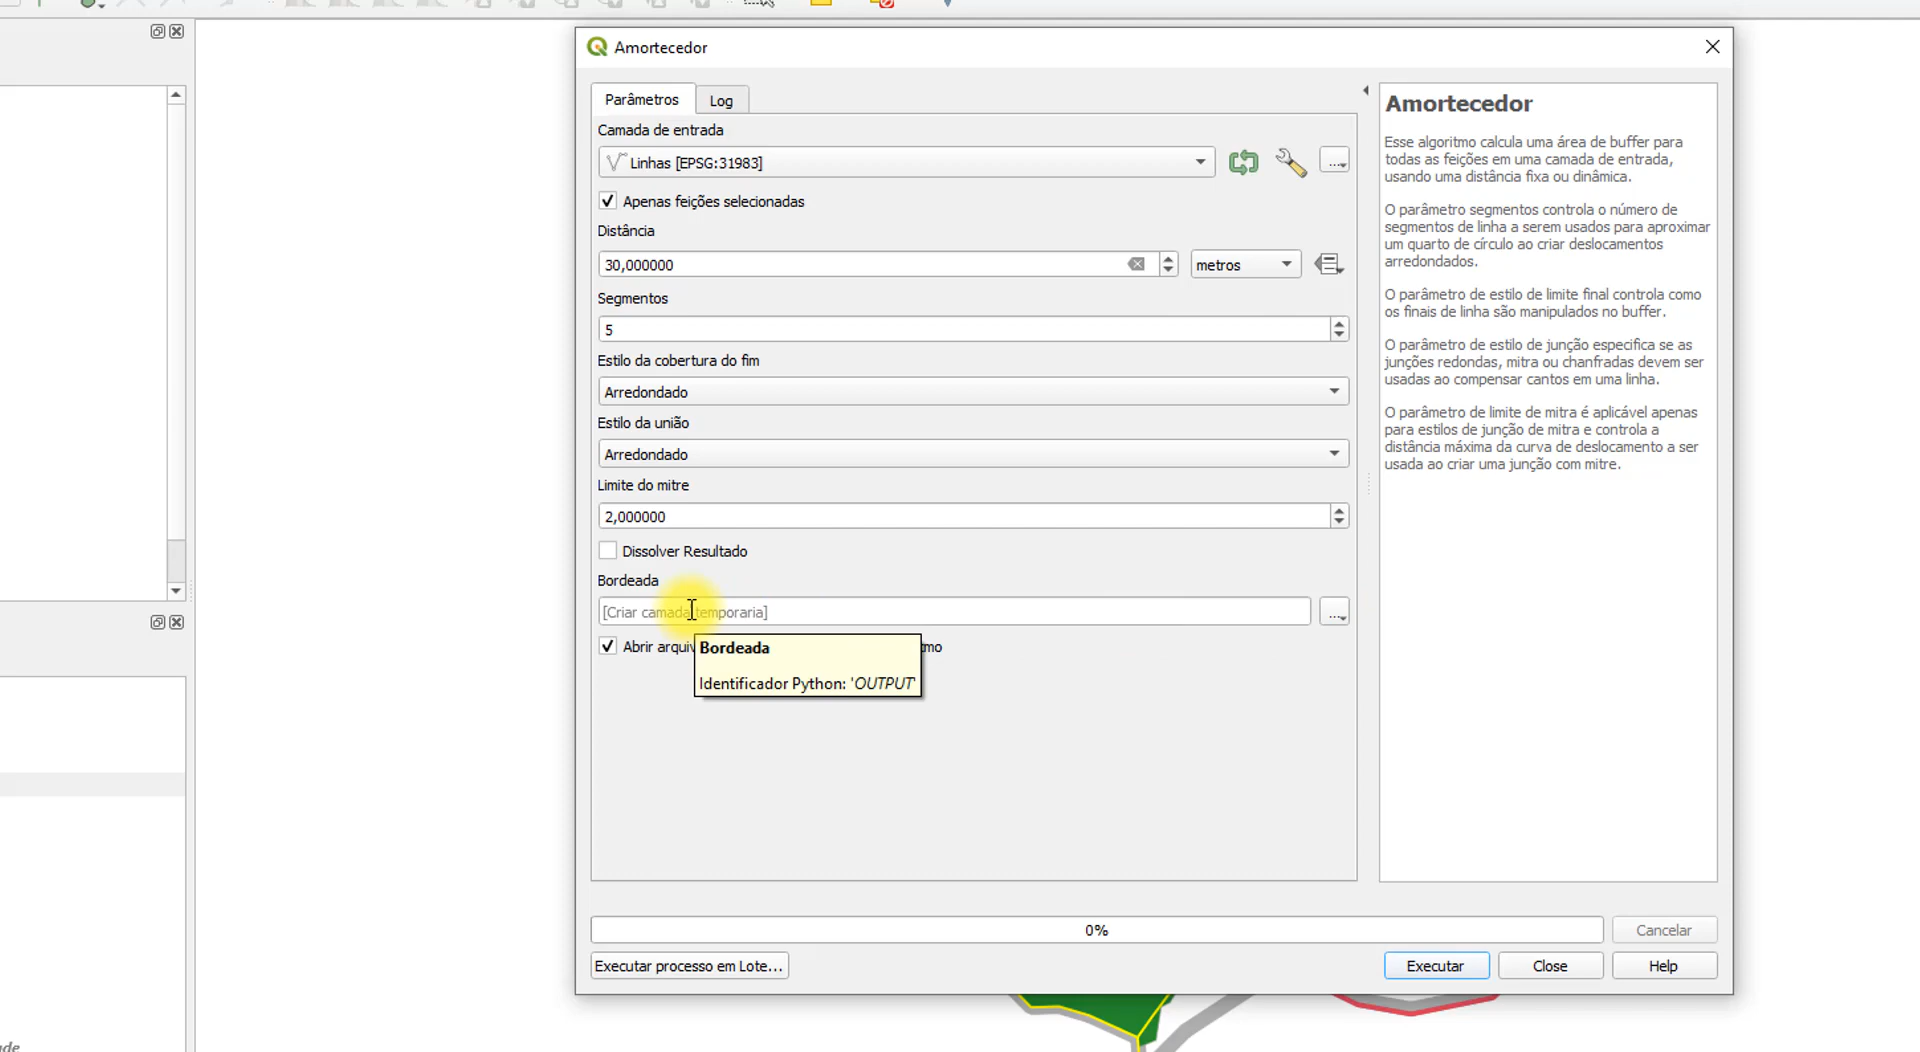 Amortecedor
Parâmetros
Log
Camada de entrada
Linhas [EPSG:31983]
...
Apenas feições selecionadas
Distância
30,000000
metros
Segmentos
5
Estilo da cobertura do fim
Arredondado
Estilo da união
Arredondado
Limite do mitre
2,000000
Dissolver Resultado
Bordeada
[Criar camada temporaria]
...
Abrir arqui
Bordeada
Identificador Python: 'OUTPUT'
Amortecedor
Esse algoritmo calcula uma área de buffer para
todas as feições em uma camada de entrada,
usando uma distância fixa ou dinâmica.
O parâmetro segmentos controla o número de
segmentos de linha a serem usados para aproximar
um quarto de círculo ao criar deslocamentos
arredondados.
O parâmetro de estilo de limite final controla como
os finais de linha são manipulados no buffer.
O parâmetro de estilo de junção especifica se as
junções redondas, mitra ou chanfradas devem ser
usadas ao compensar cantos em uma linha.
O parâmetro de limite de mitra é aplicável apenas
para estilos de junção de mitra e controla a
distância máxima da curva de deslocamento a ser
usada ao criar uma junção com mitre.
0%
Cancelar
Executar processo em Lote...
Executar
Close
Help